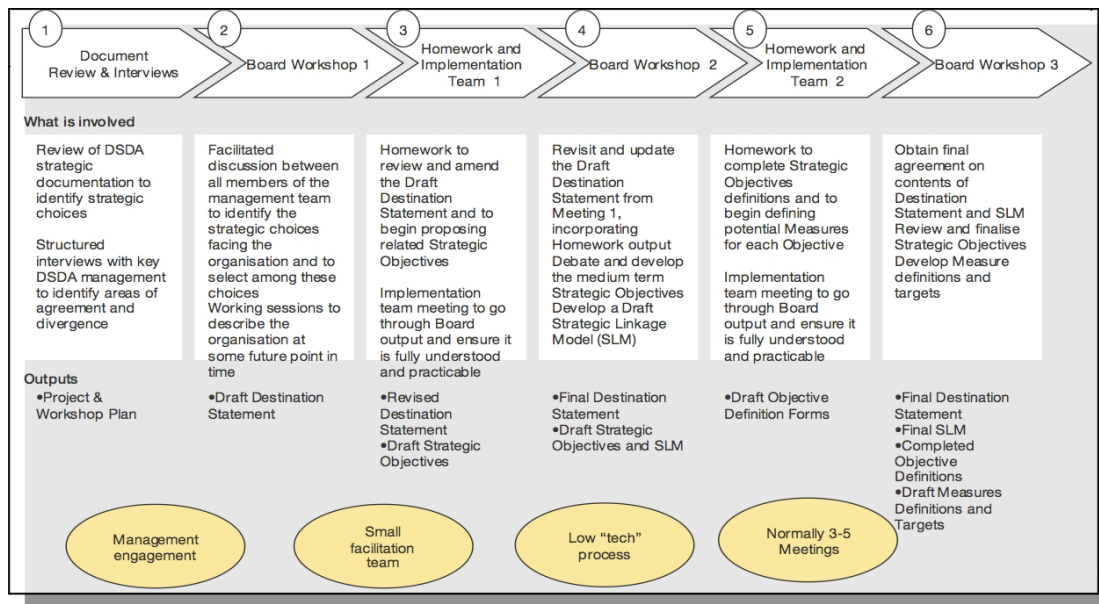 1
Document
Review & Interviews
2
Board Workshop 1
3
Homework and
Implementation
Team 1
4
Board Workshop 2
5
Homework and
Implementation
Team 2
6
Board Workshop 3
What is involved
Review of DSDA
strategic
documentation to
identify strategic
choices
Structured
interviews with key
DSDA management
to identify areas of
agreement and
divergence
Facilitated
discussion between
all members of the
management team
to identify the
strategic choices
facing the
organisation and to
select among these
choices
Working sessions to
describe the
organisation at
some future point in
time
Homework to
review and amend
the Draft
Destination
Statement and to
begin proposing
related Strategic
Objectives
Implementation
team meeting to go
through Board
output and ensure it
is fully understood
and practicable
Revisit and update
the Draft
Destination
Statement from
Meeting 1,
incorporating
Homework output
Debate and develop
the medium term
Strategic Objectives
Develop a Draft
Strategic Linkage
Model (SLM)
Homework to
complete Strategic
Objectives
definitions and to
begin defining
potential Measures
for each Objective
Implementation
team meeting to go
through Board
output and ensure it
is fully understood
and practicable
Obtain final
agreement on
contents of
Destination
Statement and SLM
Review and finalise
Strategic Objectives
Develop Measure
definitions and
targets
Outputs
•Project &
Workshop Plan
•Draft Destination
Statement
•Revised
Destination
Statement
•Draft Strategic
Objectives
•Final Destination
Statement
•Draft Strategic
Objectives and SLM
•Draft Objective
Definition Forms
•Final Destination
Statement
•Final SLM
•Completed
Objective
Definitions
•Draft Measures
Definitions and
Targets
Management
engagement
Small
facilitation
team
Low “tech”
process
Normally 3-5
Meetings